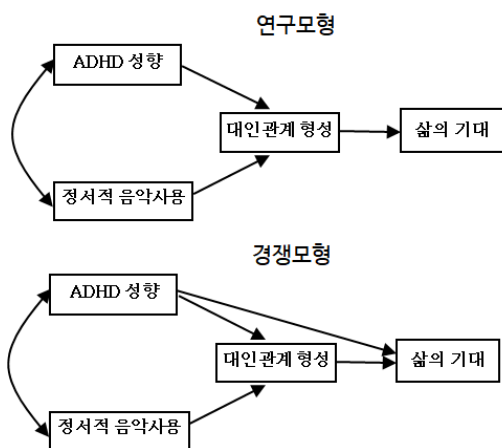 연구모형
ADHD 성향
대인관계 형성
삶의 기대
정서적 음악사용
경쟁모형
ADHD 성향
대인관계 형성
삶의 기대
정서적 음악사용